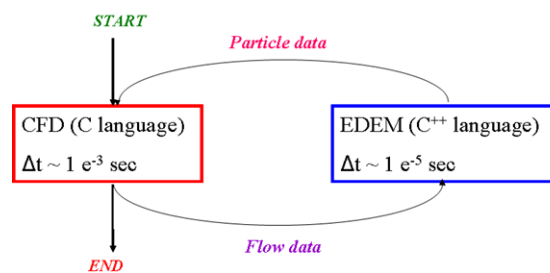 START
Particle data
CFD (C language)
Δt ~ 1 e⁻³ sec
EDEM (C⁺⁺ language)
Δt ~ 1 e⁻⁵ sec
Flow data
END